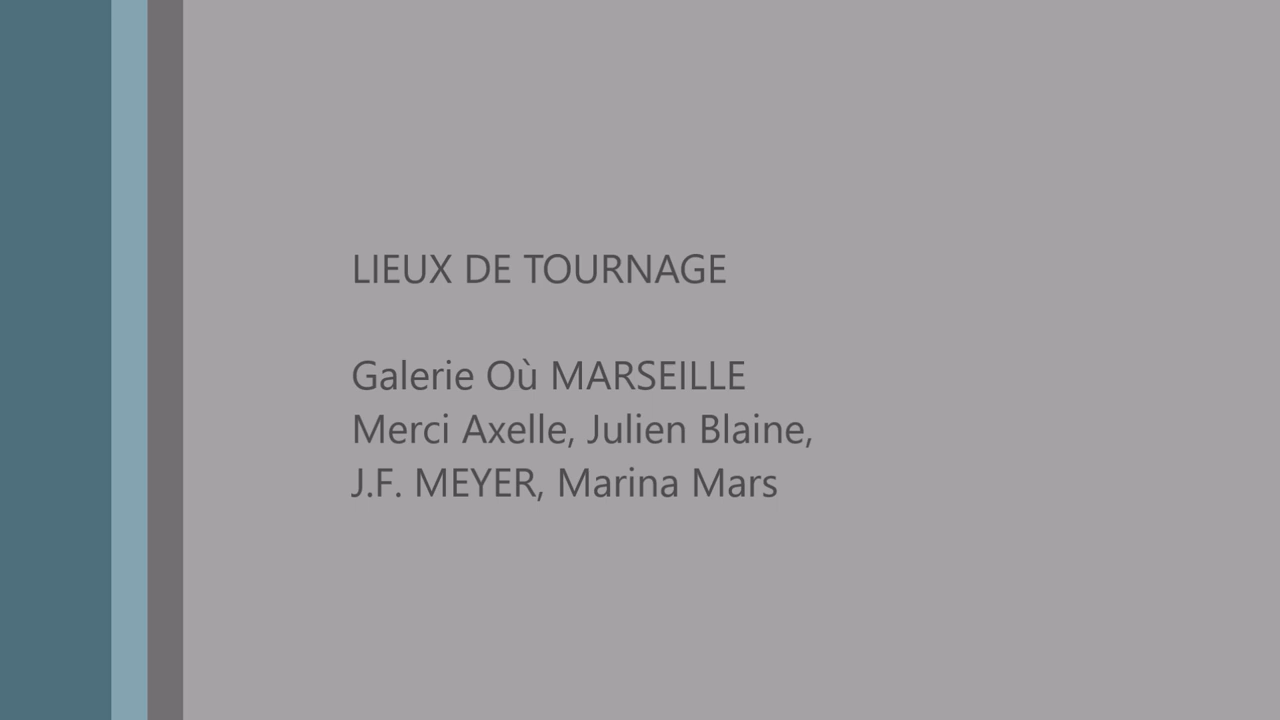 LIEUX DE TOURNAGE
Galerie Où MARSEILLE
Merci Axelle, Julien Blaine,
J.F. MEYER, Marina Mars